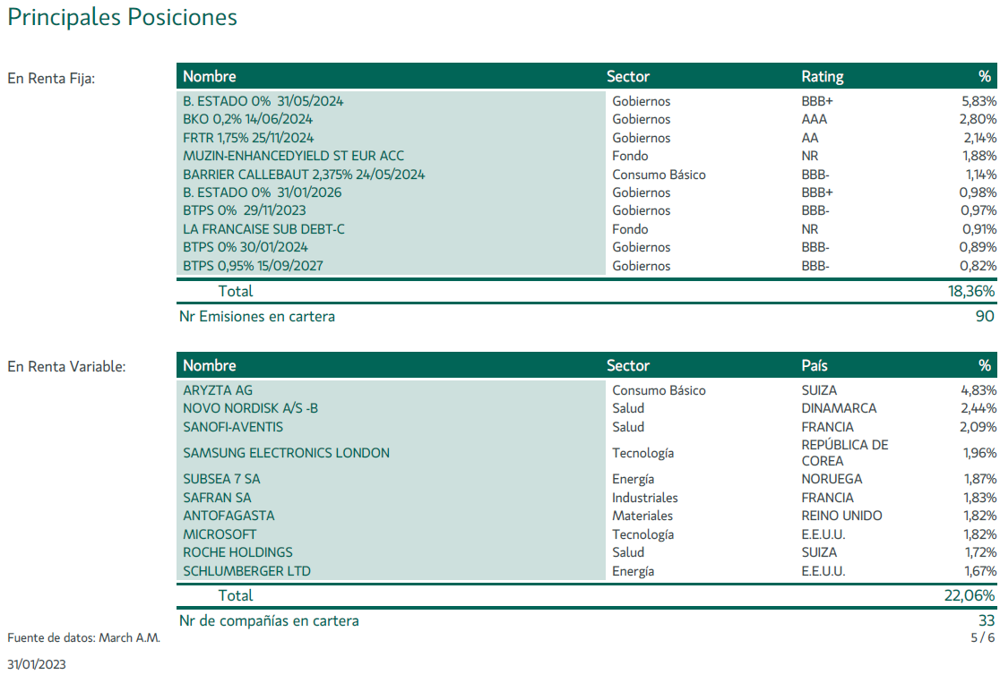 Principales Posiciones
En Renta Fija:
Nombre Sector Rating %
B. ESTADO 0% 31/05/2024 Gobiernos BBB+ 5,83%
BKO 0,2% 14/06/2024 Gobiernos AAA 2,80%
FRTR 1,75% 25/11/2024 Gobiernos AA 2,14%
MUZIN-ENHANCEDYIELD ST EUR ACC Fondo NR 1,88%
BARRIER CALLEBAUT 2,375% 24/05/2024 Consumo Básico BBB- 1,14%
B. ESTADO 0% 31/01/2026 Gobiernos BBB+ 0,98%
BTPS 0% 29/11/2023 Gobiernos BBB- 0,97%
LA FRANCAISE SUB DEBT-C Fondo NR 0,91%
BTPS 0% 30/01/2024 Gobiernos BBB- 0,89%
BTPS 0,95% 15/09/2027 Gobiernos BBB- 0,82%
Total 18,36%
Nr Emisiones en cartera 90
En Renta Variable:
Nombre Sector País %
ARYZTA AG Consumo Básico SUIZA 4,83%
NOVO NORDISK A/S -B Salud DINAMARCA 2,44%
SANOFI-AVENTIS Salud FRANCIA 2,09%
SAMSUNG ELECTRONICS LONDON Tecnología REPÚBLICA DE
COREA 1,96%
SUBSEA 7 SA Energía NORUEGA 1,87%
SAFRAN SA Industriales FRANCIA 1,83%
ANTOFAGASTA Materiales REINO UNIDO 1,82%
MICROSOFT Tecnología E.E.U.U. 1,82%
ROCHE HOLDINGS Salud SUIZA 1,72%
SCHLUMBERGER LTD Energía E.E.U.U. 1,67%
Total 22,06%
Nr de compañías en cartera 33
Fuente de datos: March A.M. 5 / 6
31/01/2023